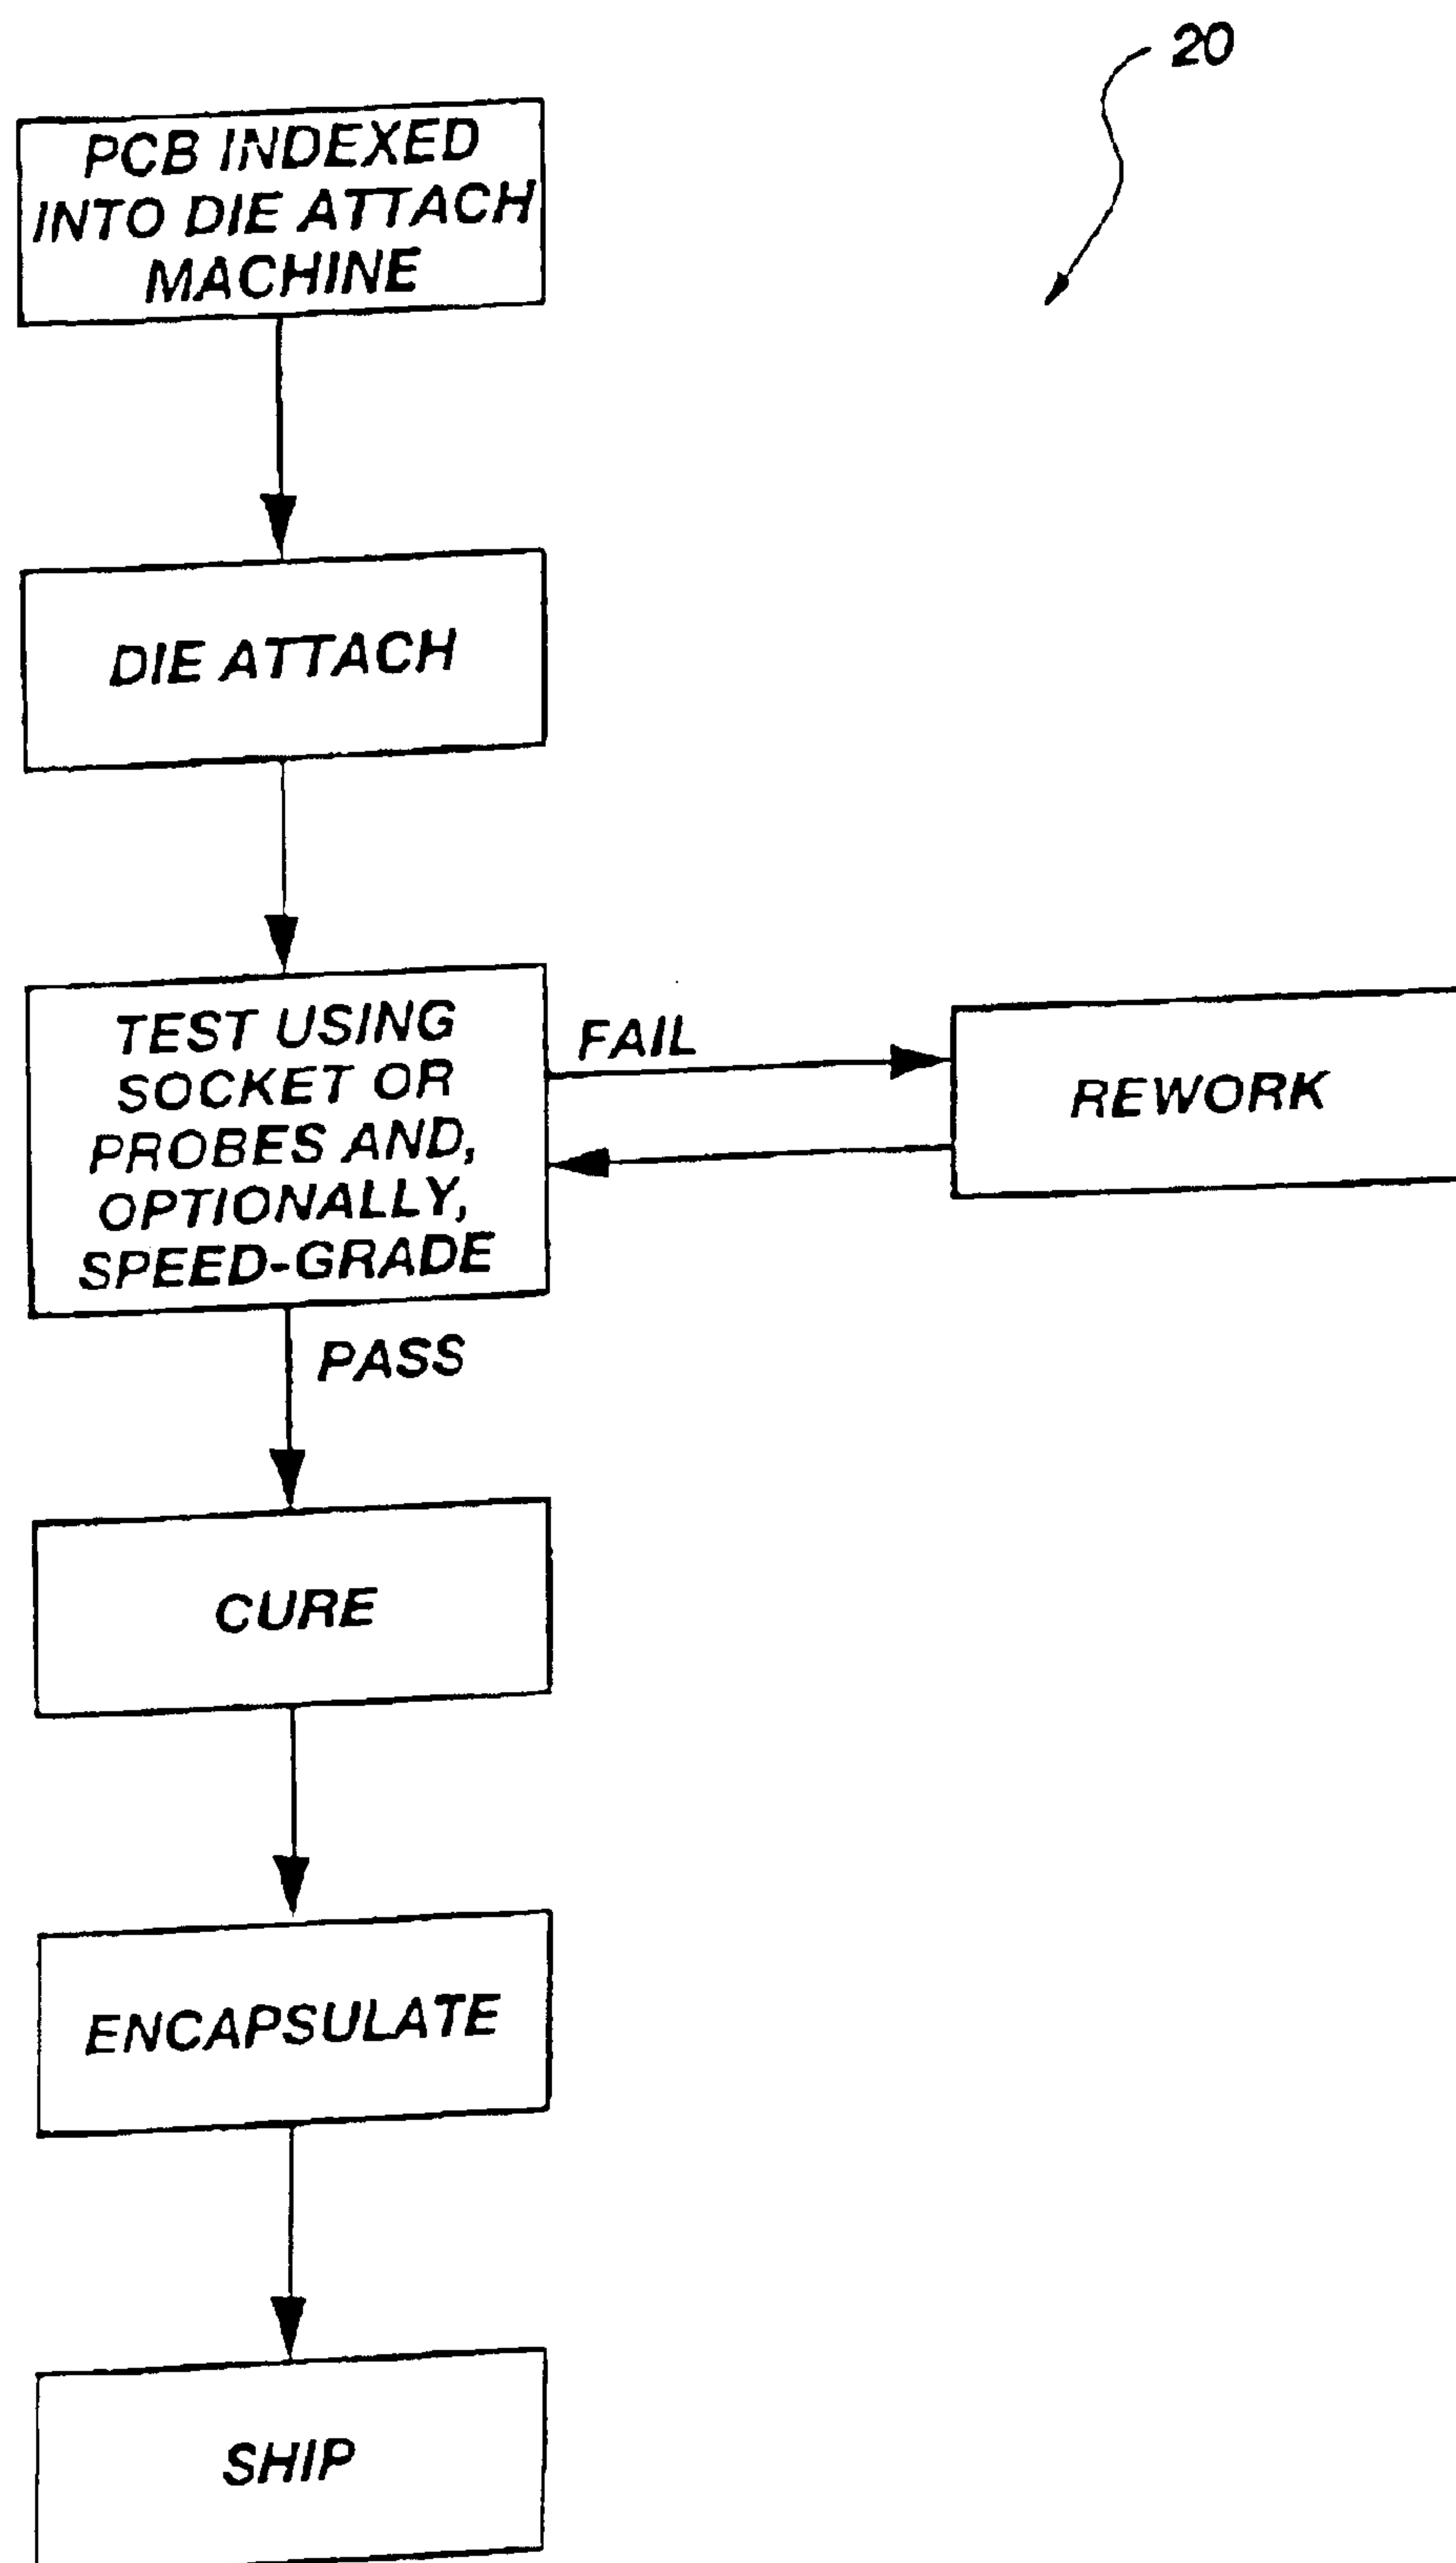 20
PCB INDEXED
INTO DIE ATTACH
MACHINE
DIE ATTACH
TEST USING
SOCKET OR
PROBES AND,
OPTIONALLY,
SPEED-GRADE
FAIL
REWORK
PASS
CURE
ENCAPSULATE
SHIP